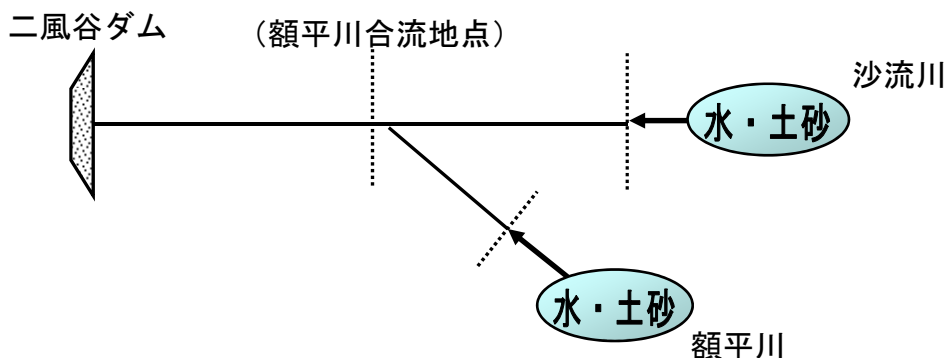 二風谷ダム
（額平川合流地点）
沙流川
水・土砂
水・土砂
額平川